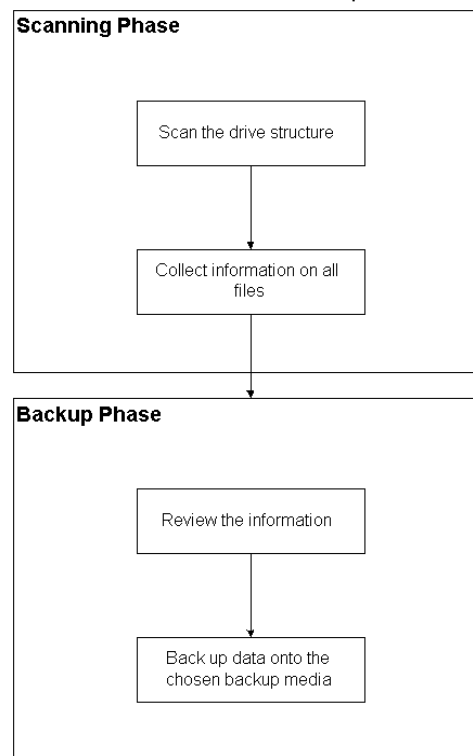 Scanning Phase
Scan the drive structure
Collect information on all
files
Backup Phase
Review the information
Back up data onto the
chosen backup media